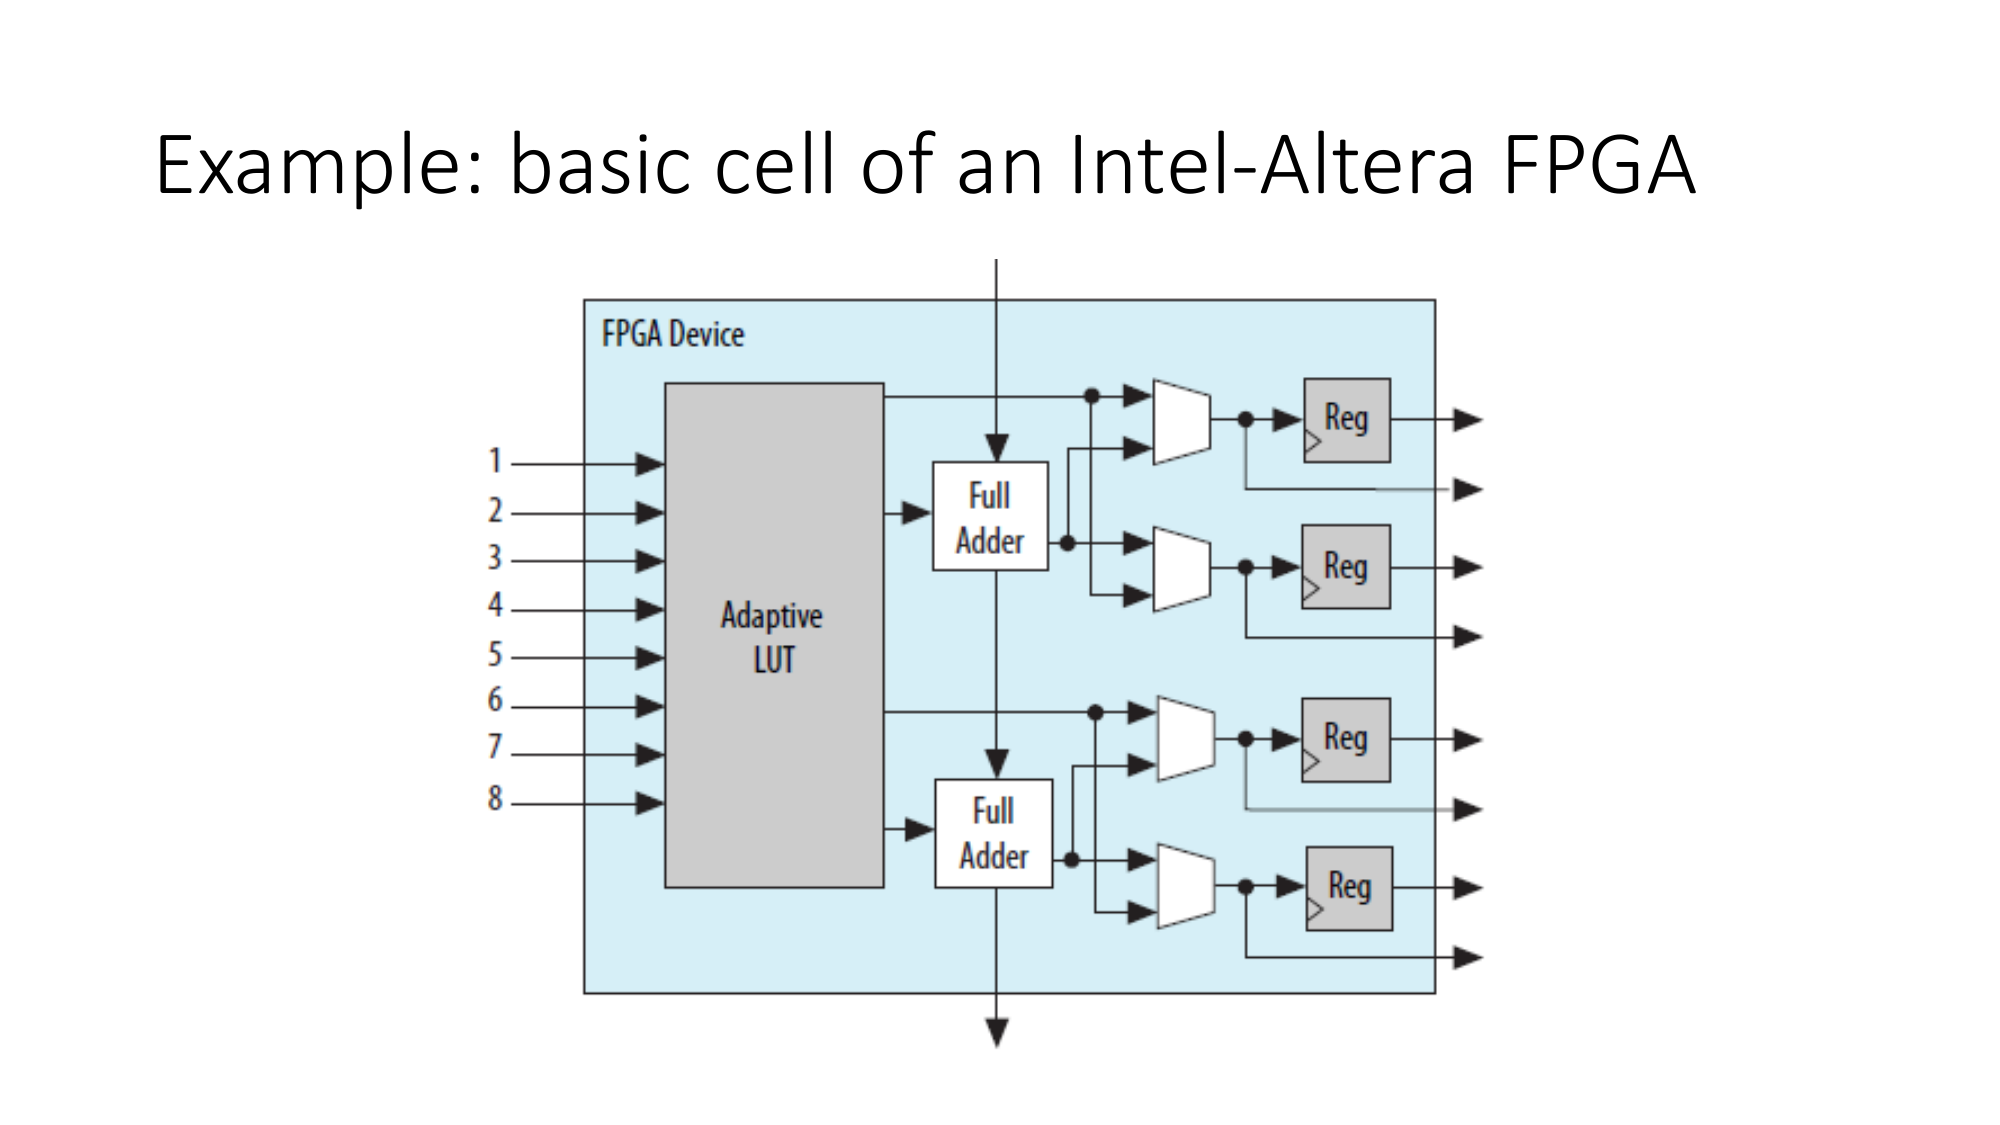 Example: basic cell of an Intel-Altera FPGA
FPGA Device
1
2
3
4
5
6
7
8
Adaptive
LUT
Full
Adder
Full
Adder
Reg
Reg
Reg
Reg